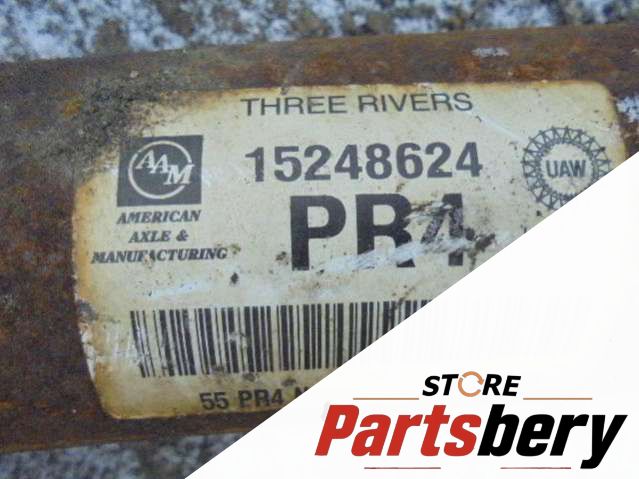 THREE RIVERS
AAM
15248624
UAW
AMERICAN
AXLE &
MANUFACTURING
PR4
55 PR4
STORE
Partsbery